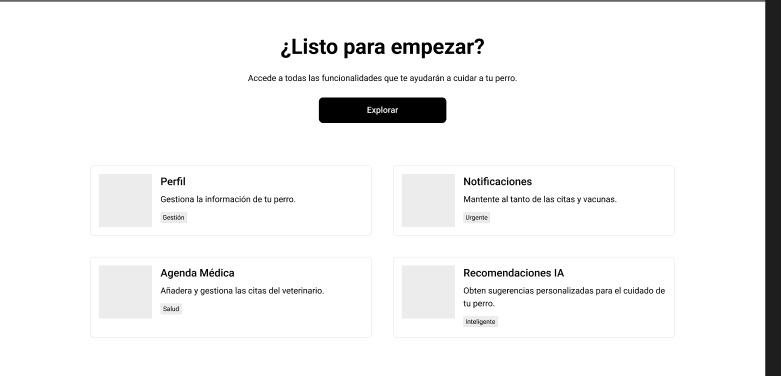 ¿Listo para empezar?
Accede a todas las funcionalidades que te ayudarán a cuidar a tu perro.
Explorar
Perfil
Gestiona la información de tu perro.
Gestión
Notificaciones
Mantente al tanto de las citas y vacunas.
Urgente
Agenda Médica
Añadera y gestiona las citas del veterinario.
Salud
Recomendaciones IA
Obten sugerencias personalizadas para el cuidado de
tu perro.
Inteligente